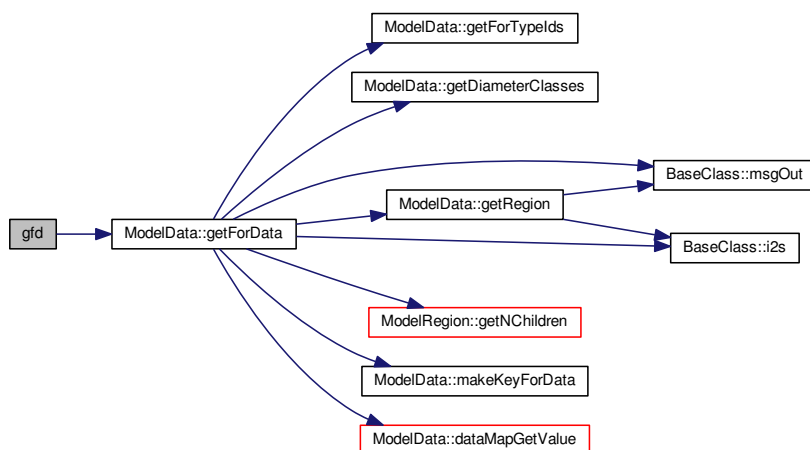 gfd
ModelData::getForData
ModelData::getForTypeIds
ModelData::getDiameterClasses
ModelData::getRegion
ModelRegion::getNChildren
ModelData::makeKeyForData
ModelData::dataMapGetValue
BaseClass::msgOut
BaseClass::i2s